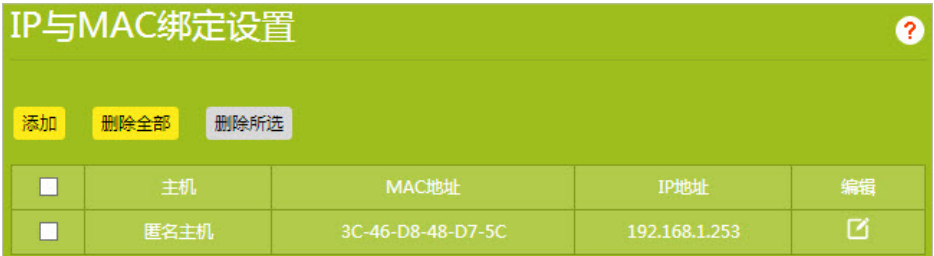 IP与MAC绑定设置
?
添加 删除全部 删除所选
主机 MAC地址 IP地址 编辑
匿名主机 3C-46-D8-48-D7-5C 192.168.1.253